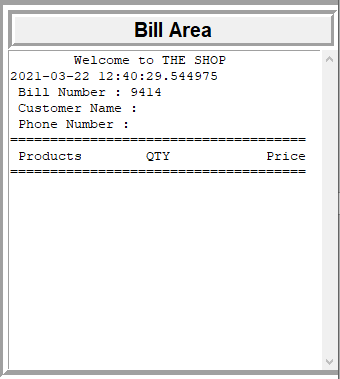 Bill Area
Welcome to THE SHOP
2021-03-22 12:40:29.544975
Bill Number : 9414
Customer Name :
Phone Number :
=====================================
Products QTY Price
=====================================